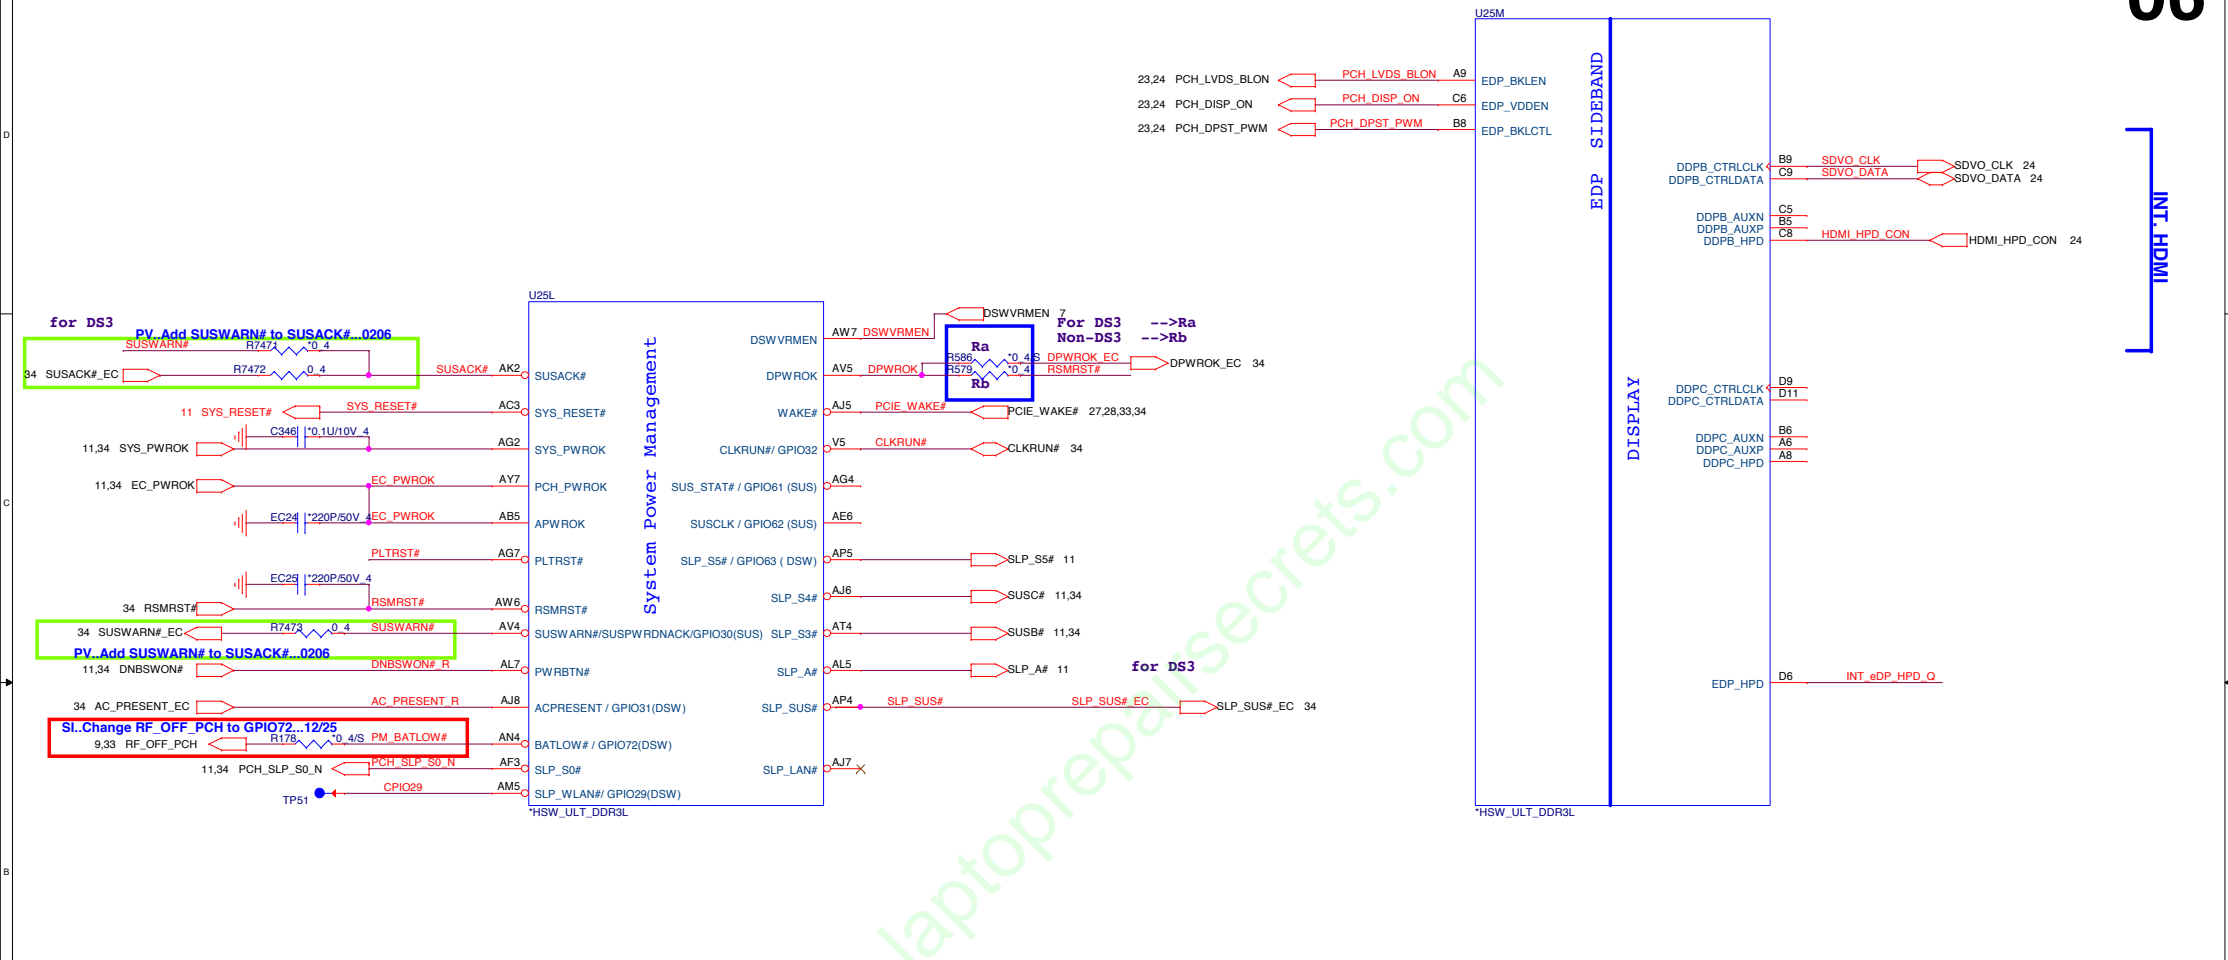 06
U25M
23,24 PCH_LVDS_BLON PCH_LVDS_BLON A9 EDP_BKLEN
23,24 PCH_DISP_ON PCH_DISP_ON C6 EDP_VDDEN
23,24 PCH_DPST_PWM PCH_DPST_PWM B8 EDP_BKLCTL
EDP SIDEBAND
DDPB_CTRLCLK B9 SDVO_CLK SDVO_CLK 24
DDPB_CTRLDATA C9 SDVO_DATA SDVO_DATA 24
DDPB_AUXN C5
DDPB_AUXP B5
DDPB_HPD C8 HDMI_HPD_CON HDMI_HPD_CON 24
INT. HDMI
DISPLAY
DDPC_CTRLCLK D9
DDPC_CTRLDATA D11
DDPC_AUXN B6
DDPC_AUXP A6
DDPC_HPD A8
EDP_HPD D6 INT_eDP_HPD_Q
*HSW_ULT_DDR3L
U25L
System Power Management
for DS3
PV..Add SUSWARN# to SUSACK#...0206
SUSWARN# R7471 *0_4
34 SUSACK#_EC R7472 0_4 SUSACK# AK2 SUSACK#
11 SYS_RESET# SYS_RESET# AC3 SYS_RESET#
C346 *0.1U/10V_4
11,34 SYS_PWROK AG2 SYS_PWROK
11,34 EC_PWROK EC_PWROK AY7 PCH_PWROK
EC24 *220P/50V_4 EC_PWROK AB5 APWROK
PLTRST# AG7 PLTRST#
EC25 *220P/50V_4
34 RSMRST# RSMRST# AW6 RSMRST#
34 SUSWARN#_EC R7473 0_4 SUSWARN# AV4 SUSWARN#/SUSPWRDNACK/GPIO30(SUS)
PV..Add SUSWARN# to SUSACK#...0206
11,34 DNBSWON# DNBSWON#_R AL7 PWRBTN#
34 AC_PRESENT_EC AC_PRESENT_R AJ8 ACPRESENT / GPIO31(DSW)
SI..Change RF_OFF_PCH to GPIO72...12/25
9,33 RF_OFF_PCH R178 *0_4/S PM_BATLOW# AN4 BATLOW# / GPIO72(DSW)
11,34 PCH_SLP_S0_N PCH_SLP_S0_N AF3 SLP_S0#
TP51 CPIO29 AM5 SLP_WLAN#/ GPIO29(DSW)
*HSW_ULT_DDR3L
DSWVRMEN AW7 DSWVRMEN DSWVRMEN 7
For DS3 -->Ra
Non-DS3 -->Rb
Ra
R586 *0_4/S DPWROK_EC DPWROK_EC 34
DPWROK AV5 DPWROK R579 *0_4 RSMRST#
Rb
WAKE# AJ5 PCIE_WAKE# PCIE_WAKE# 27,28,33,34
CLKRUN#/ GPIO32 V5 CLKRUN# CLKRUN# 34
SUS_STAT# / GPIO61 (SUS) AG4
SUSCLK / GPIO62 (SUS) AE6
SLP_S5# / GPIO63 ( DSW) AP5 SLP_S5# 11
SLP_S4# AJ6 SUSC# 11,34
SLP_S3# AT4 SUSB# 11,34
SLP_A# AL5 SLP_A# 11
for DS3
SLP_SUS# AP4 SLP_SUS# SLP_SUS#_EC SLP_SUS#_EC 34
SLP_LAN# AJ7
D
C
B
laptoprepairsecrets.com